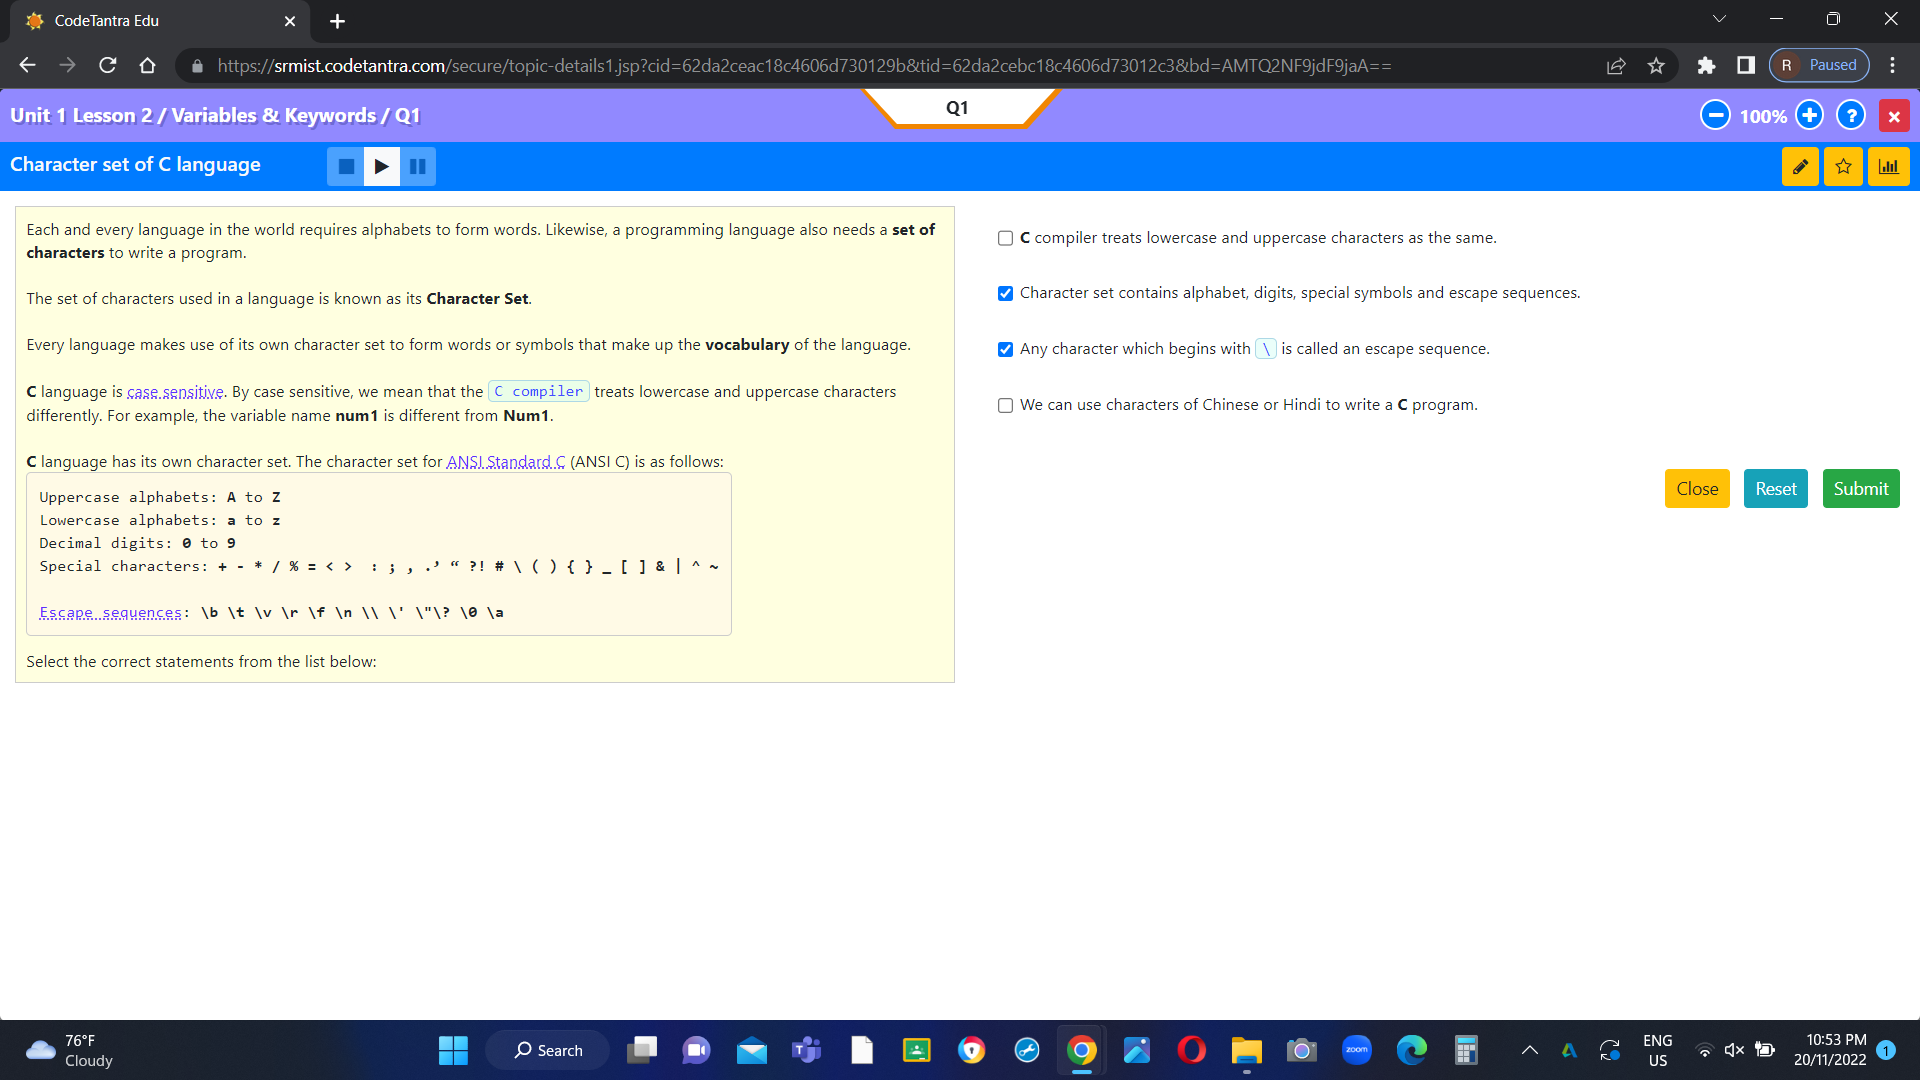 CodeTantra Edu
https://srmist.codetantra.com/secure/topic-details1.jsp?cid=62da2ceac18c4606d730129b&tid=62da2cebc18c4606d73012c3&bd=AMTQ2NF9jdF9jaA==
R Paused
Unit 1 Lesson 2 / Variables & Keywords / Q1
Q1
100%
?
Character set of C language
Each and every language in the world requires alphabets to form words. Likewise, a programming language also needs a set of
characters to write a program.
The set of characters used in a language is known as its Character Set.
Every language makes use of its own character set to form words or symbols that make up the vocabulary of the language.
C language is case sensitive. By case sensitive, we mean that the C compiler treats lowercase and uppercase characters
differently. For example, the variable name num1 is different from Num1.
C language has its own character set. The character set for ANSI Standard C (ANSI C) is as follows:
Uppercase alphabets: A to Z
Lowercase alphabets: a to z
Decimal digits: 0 to 9
Special characters: + - * / % = < >  : ; , .’ “ ?! # \ ( ) { } _ [ ] & | ^ ~
Escape sequences: \b \t \v \r \f \n \\ \' \"\? \0 \a
Select the correct statements from the list below:
C compiler treats lowercase and uppercase characters as the same.
Character set contains alphabet, digits, special symbols and escape sequences.
Any character which begins with \ is called an escape sequence.
We can use characters of Chinese or Hindi to write a C program.
Close Reset Submit
76°F
Cloudy
Search
zoom
ENG
US
10:53 PM
20/11/2022
1